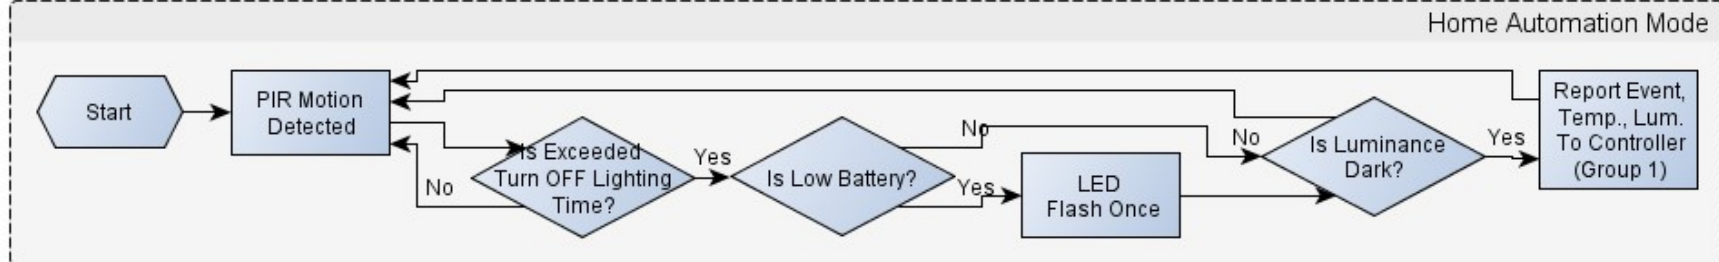 Home Automation Mode
Start
PIR Motion
Detected
Is Exceeded
Turn OFF Lighting
Time?
No
Yes
Is Low Battery?
No
Yes
LED
Flash Once
No
Is Luminance
Dark?
Yes
Report Event,
Temp., Lum.
To Controller
(Group 1)